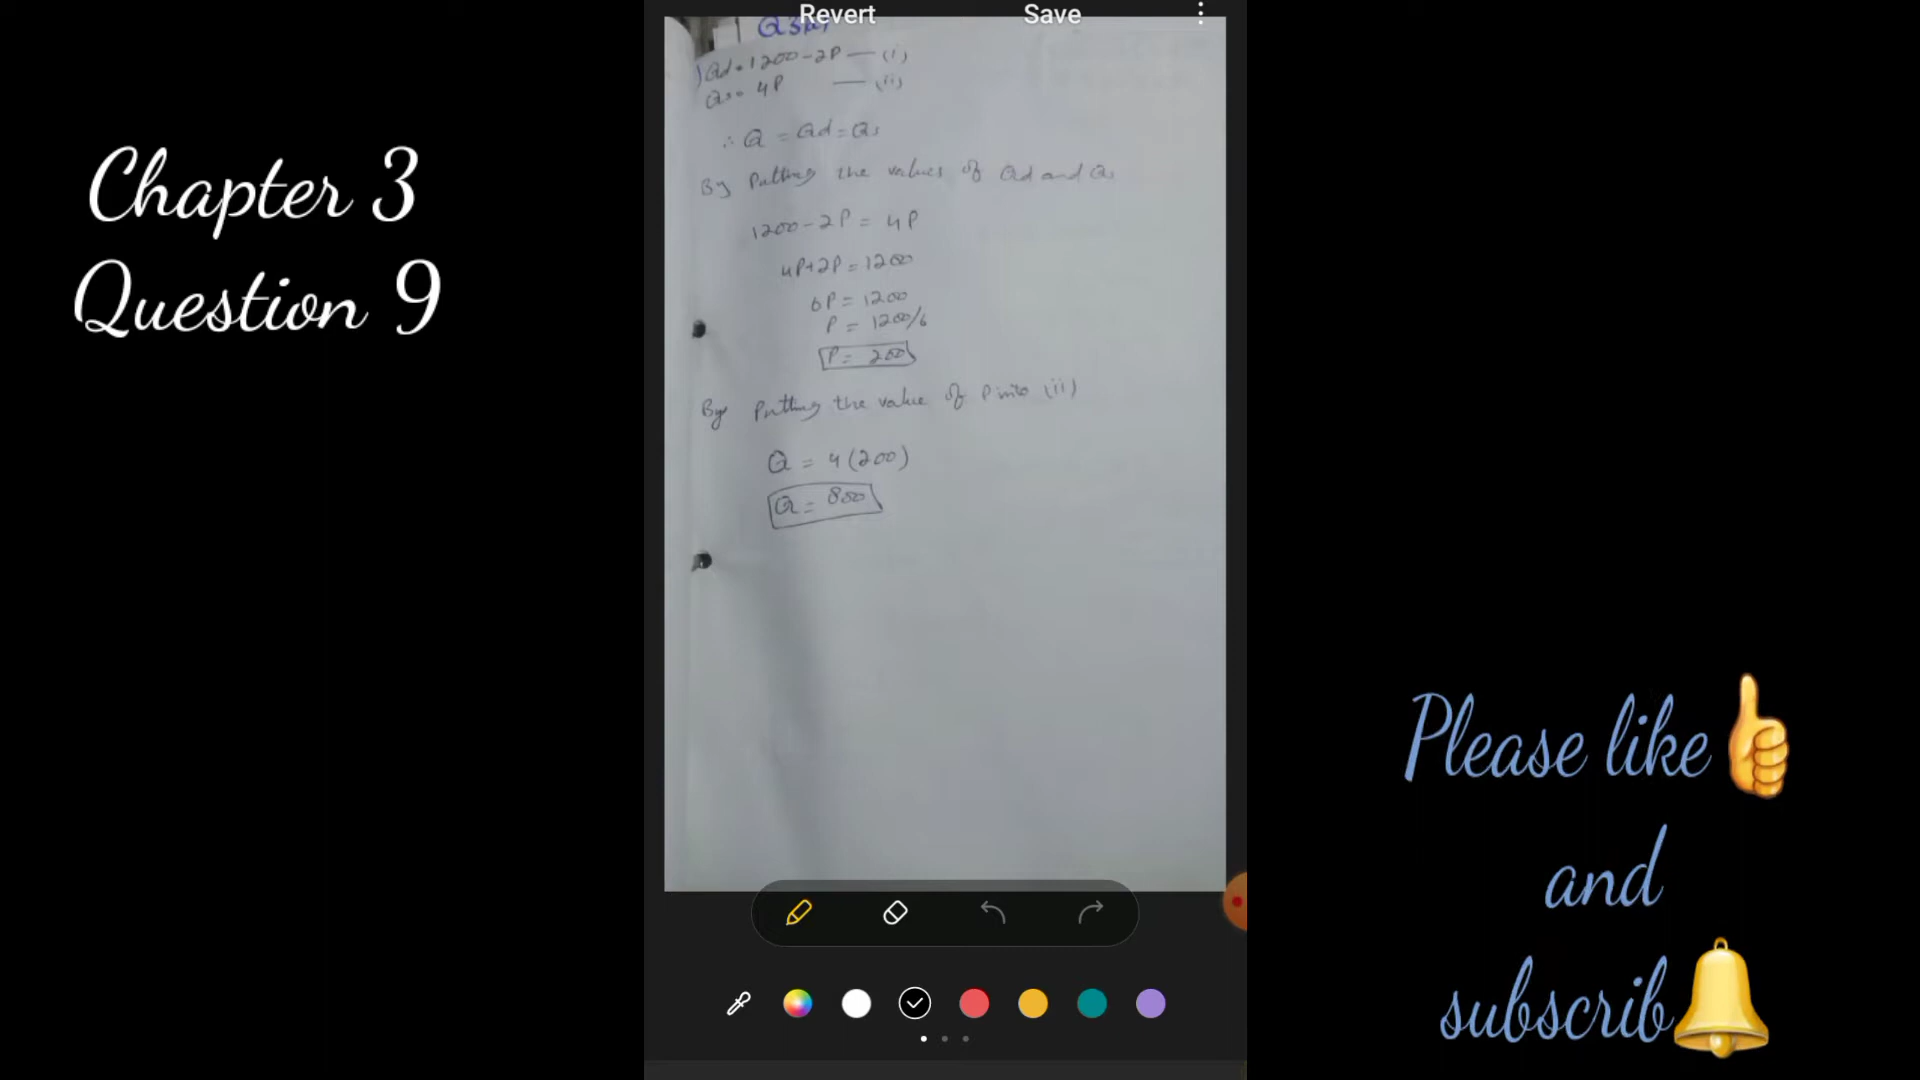 Revert Save
Chapter 3
Question 9
Qd = 1200 - 2P — (i)
Qs = 4P — (ii)
∴ Q = Qd = Qs
By Putting the values of Qd and Qs
1200 - 2P = 4P
4P + 2P = 1200
6P = 1200
P = 1200/6
P = 200
By Putting the value of P into (ii)
Q = 4(200)
Q = 800
Please like
and
subscrib